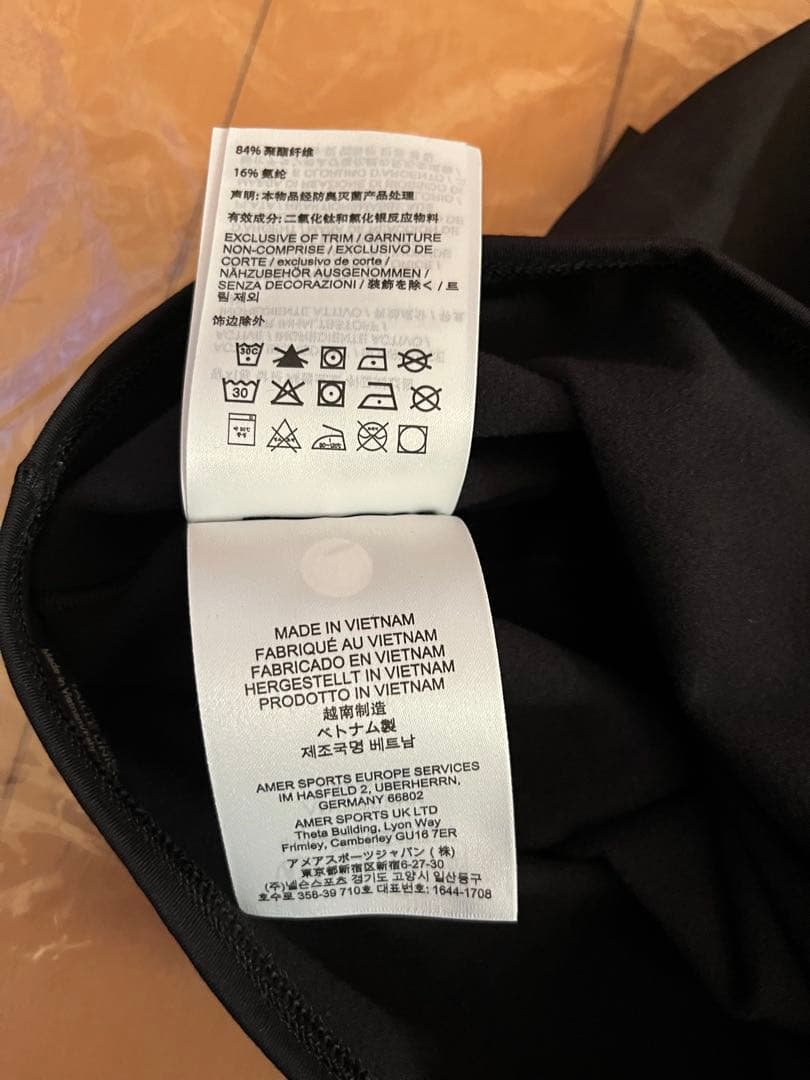 84% 聚酯纤维
16% 氨纶
声明: 本物品经防臭灭菌产品处理
有效成分: 二氧化钛和氯化银反应物料
EXCLUSIVE OF TRIM / GARNITURE
NON-COMPRISE / EXCLUSIVO DE
CORTE / exclusivo de corte /
NÄHZUBEHÖR AUSGENOMMEN /
SENZA DECORAZIONI / 装飾を除く / 트
림 제외
饰边除外
30C
30
MADE IN VIETNAM
FABRIQUÉ AU VIETNAM
FABRICADO EN VIETNAM
HERGESTELLT IN VIETNAM
PRODOTTO IN VIETNAM
越南制造
ベトナム製
제조국명 베트남
AMER SPORTS EUROPE SERVICES
IM HASFELD 2, UBERHERRN,
GERMANY 66802
AMER SPORTS UK LTD
Theta Building, Lyon Way
Frimley, Camberley GU16 7ER
アメアスポーツジャパン (株)
東京都新宿区新宿6-27-30
(주)넬슨스포츠 경기도 고양시 일산동구
호수로 358-39 710호 대표번호: 1644-1708